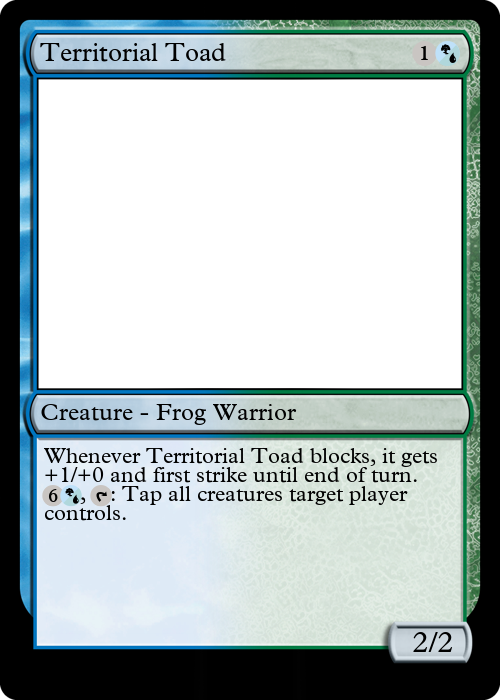 Territorial Toad 1
Creature - Frog Warrior
Whenever Territorial Toad blocks, it gets
+1/+0 and first strike until end of turn.
6, : Tap all creatures target player
controls.
2/2